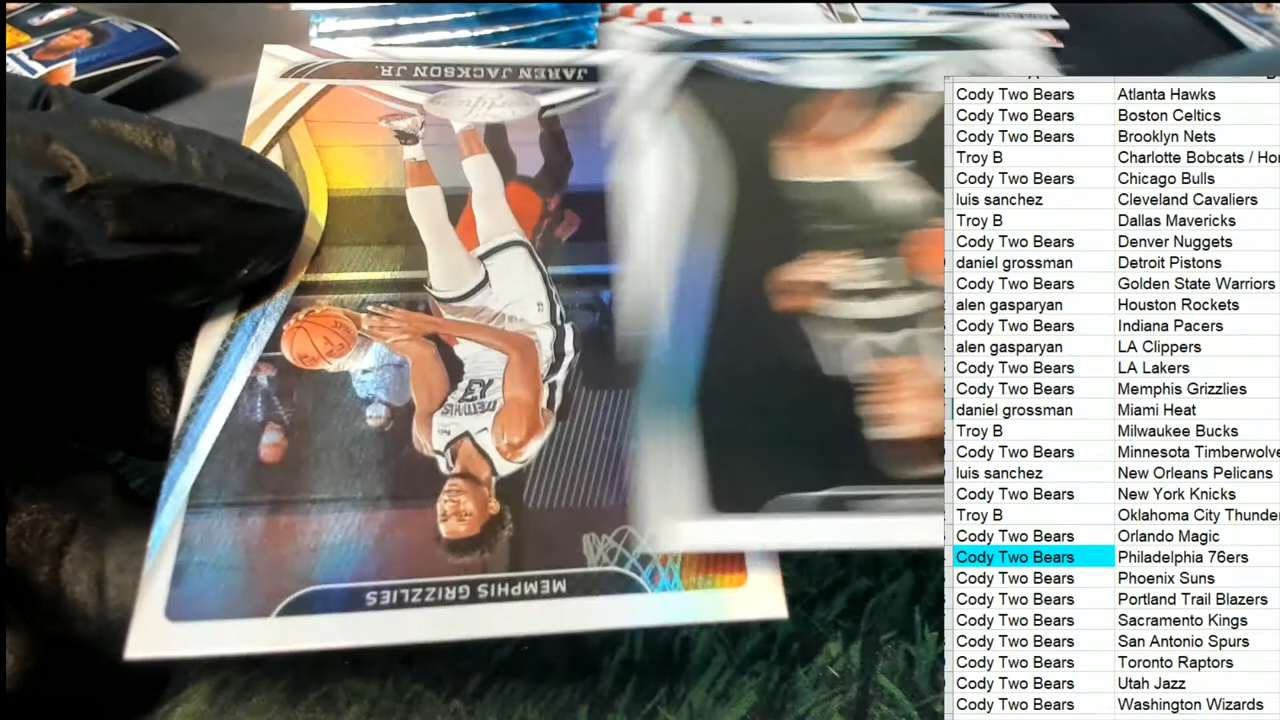 JAREN JACKSON JR.
MEMPHIS
13
MEMPHIS GRIZZLIES
Cody Two Bears Atlanta Hawks
Cody Two Bears Boston Celtics
Cody Two Bears Brooklyn Nets
Troy B Charlotte Bobcats / Hor
Cody Two Bears Chicago Bulls
luis sanchez Cleveland Cavaliers
Troy B Dallas Mavericks
Cody Two Bears Denver Nuggets
daniel grossman Detroit Pistons
Cody Two Bears Golden State Warriors
alen gasparyan Houston Rockets
Cody Two Bears Indiana Pacers
alen gasparyan LA Clippers
Cody Two Bears LA Lakers
Cody Two Bears Memphis Grizzlies
daniel grossman Miami Heat
Troy B Milwaukee Bucks
Cody Two Bears Minnesota Timberwolve
luis sanchez New Orleans Pelicans
Cody Two Bears New York Knicks
Troy B Oklahoma City Thunder
Cody Two Bears Orlando Magic
Cody Two Bears Philadelphia 76ers
Cody Two Bears Phoenix Suns
Cody Two Bears Portland Trail Blazers
Cody Two Bears Sacramento Kings
Cody Two Bears San Antonio Spurs
Cody Two Bears Toronto Raptors
Cody Two Bears Utah Jazz
Cody Two Bears Washington Wizards